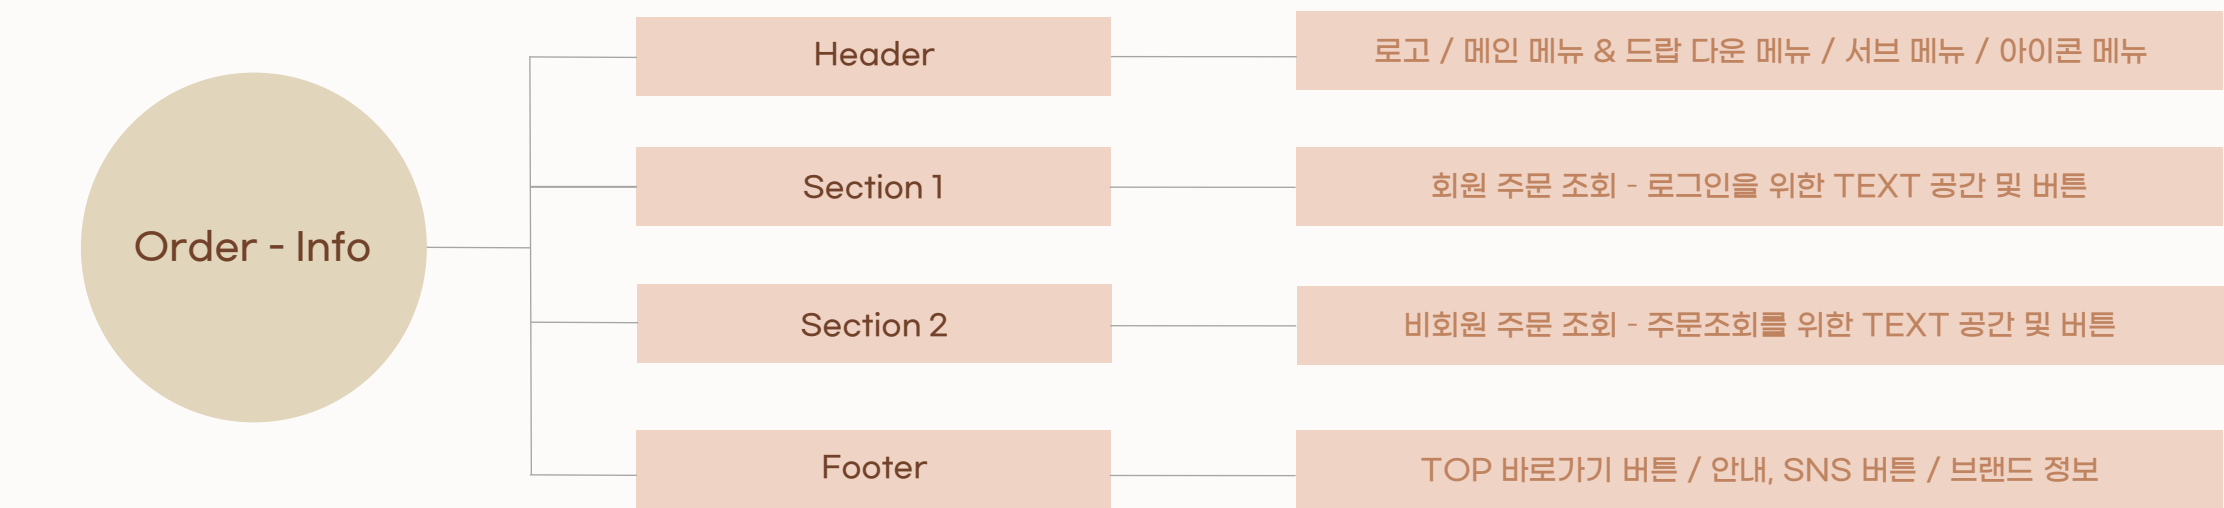 Order - Info
Header
로고 / 메인 메뉴 & 드랍 다운 메뉴 / 서브 메뉴 / 아이콘 메뉴
Section 1
회원 주문 조회 - 로그인을 위한 TEXT 공간 및 버튼
Section 2
비회원 주문 조회 - 주문조회를 위한 TEXT 공간 및 버튼
Footer
TOP 바로가기 버튼 / 안내, SNS 버튼 / 브랜드 정보